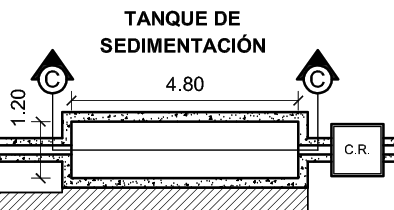 TANQUE DE
SEDIMENTACIÓN
C
C
4.80
1.20
C.R.